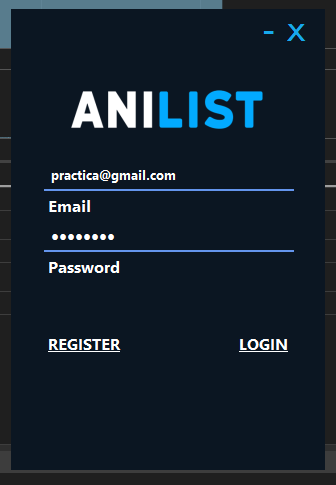 - X
ANILIST
practica@gmail.com
Email
••••••••
Password
REGISTER LOGIN